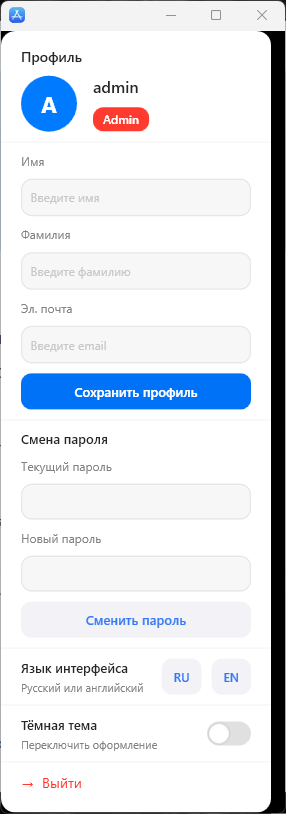 Профиль
A
admin
Admin
Имя
Введите имя
Фамилия
Введите фамилию
Эл. почта
Введите email
Сохранить профиль
Смена пароля
Текущий пароль
Новый пароль
Сменить пароль
Язык интерфейса
Русский или английский
RU
EN
Тёмная тема
Переключить оформление
→ Выйти